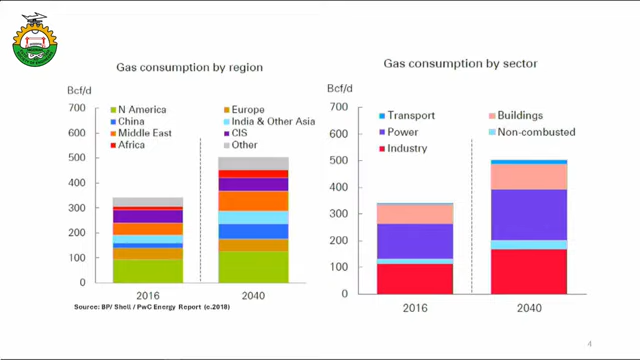 Gas consumption by region
Bcf/d
N America
Europe
China
India & Other Asia
Middle East
CIS
Africa
Other
700
600
500
400
300
200
100
0
2016
2040
Source: BP/ Shell / PwC Energy Report (c.2018)
Gas consumption by sector
Bcf/d
Transport
Buildings
Power
Non-combusted
Industry
700
600
500
400
300
200
100
0
2016
2040
4